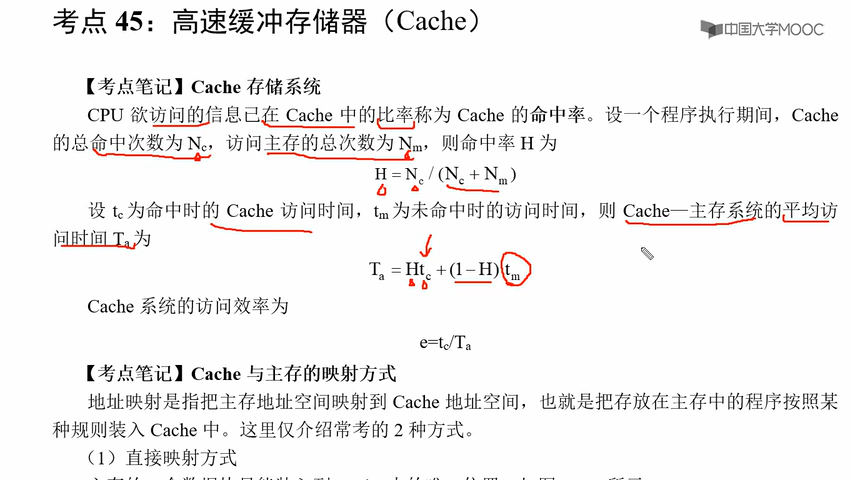 考点 45：高速缓冲存储器（Cache）
中国大学MOOC
【考点笔记】Cache 存储系统
CPU 欲访问的信息已在 Cache 中的比率称为 Cache 的命中率。设一个程序执行期间，Cache
的总命中次数为 Nc，访问主存的总次数为 Nm，则命中率 H 为
H = Nc / (Nc + Nm)
设 tc为命中时的 Cache 访问时间，tm为未命中时的访问时间，则 Cache—主存系统的平均访
问时间 Ta为
Ta = Htc + (1−H) tm
Cache 系统的访问效率为
e=tc/Ta
【考点笔记】Cache 与主存的映射方式
地址映射是指把主存地址空间映射到 Cache 地址空间，也就是把存放在主存中的程序按照某
种规则装入 Cache 中。这里仅介绍常考的 2 种方式。
（1）直接映射方式